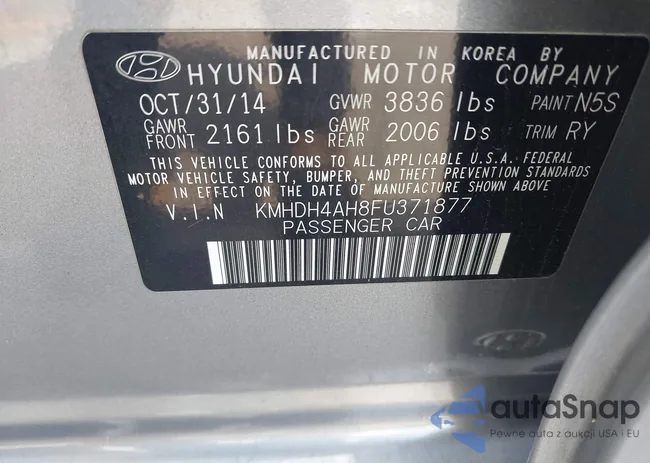 MANUFACTURED IN KOREA BY
HYUNDAI MOTOR COMPANY
OCT/31/14 GVWR 3836 lbs PAINT N5S
GAWR FRONT 2161 lbs GAWR REAR 2006 lbs TRIM RY
THIS VEHICLE CONFORMS TO ALL APPLICABLE U.S.A. FEDERAL
MOTOR VEHICLE SAFETY, BUMPER, AND THEFT PREVENTION STANDARDS
IN EFFECT ON THE DATE OF MANUFACTURE SHOWN ABOVE
V.I.N KMHDH4AH8FU371877
PASSENGER CAR
autoSnap
Pewne auta z aukcji USA i EU